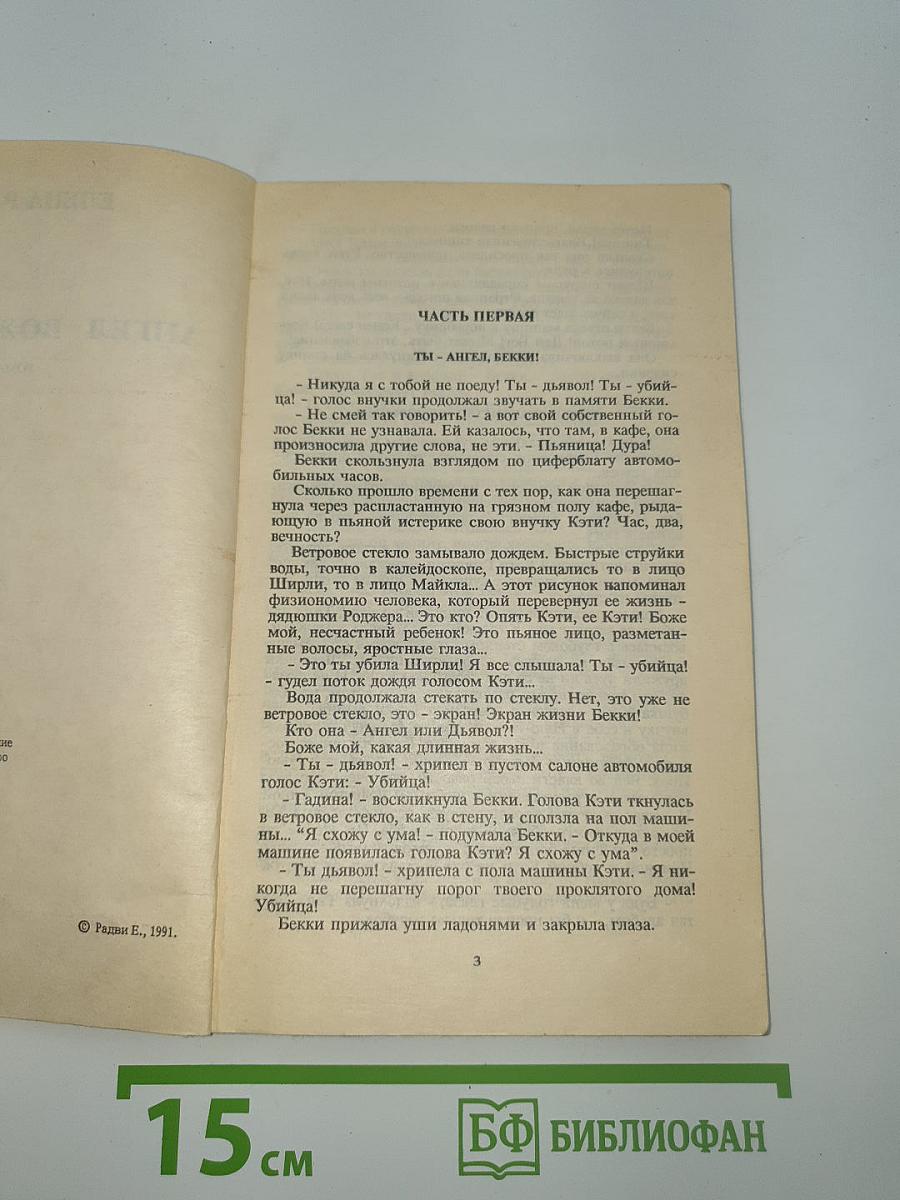 ЧАСТЬ ПЕРВАЯ
ТЫ – АНГЕЛ, БЕККИ!
– Никуда я с тобой не поеду! Ты – дьявол! Ты – убий-
ца! – голос внучки продолжал звучать в памяти Бекки.
– Не смей так говорить! – а вот свой собственный го-
лос Бекки не узнавала. Ей казалось, что там, в кафе, она
произносила другие слова, не эти. – Пьяница! Дура!
Бекки скользнула взглядом по циферблату автомо-
бильных часов.
Сколько прошло времени с тех пор, как она перешаг-
нула через распластанную на грязном полу кафе, рыда-
ющую в пьяной истерике свою внучку Кэти? Час, два,
вечность?
Ветровое стекло замывало дождем. Быстрые струйки
воды, точно в калейдоскопе, превращались то в лицо
Ширли, то в лицо Майкла... А этот рисунок напоминал
физиономию человека, который перевернул ее жизнь –
дядюшки Роджера... Это кто? Опять Кэти, ее Кэти! Боже
мой, несчастный ребенок! Это пьяное лицо, разметан-
ные волосы, яростные глаза...
– Это ты убила Ширли! Я все слышала! Ты – убийца!
– гудел поток дождя голосом Кэти...
Вода продолжала стекать по стеклу. Нет, это уже не
ветровое стекло, это – экран! Экран жизни Бекки!
Кто она – Ангел или Дьявол?!
Боже мой, какая длинная жизнь...
– Ты – дьявол! – хрипел в пустом салоне автомобиля
голос Кэти: – Убийца!
– Гадина! – воскликнула Бекки. Голова Кэти ткнулась
в ветровое стекло, как в стену, и сползла на пол маши-
ны... “Я схожу с ума! – подумала Бекки. – Откуда в моей
машине появилась голова Кэти? Я схожу с ума”.
– Ты дьявол! – хрипела с пола машины Кэти. – Я ни-
когда не перешагну порог твоего проклятого дома!
Убийца!
Бекки прижала уши ладонями и закрыла глаза.
3
© Радви Е., 1991.
15 см
БФ БИБЛИОФАН